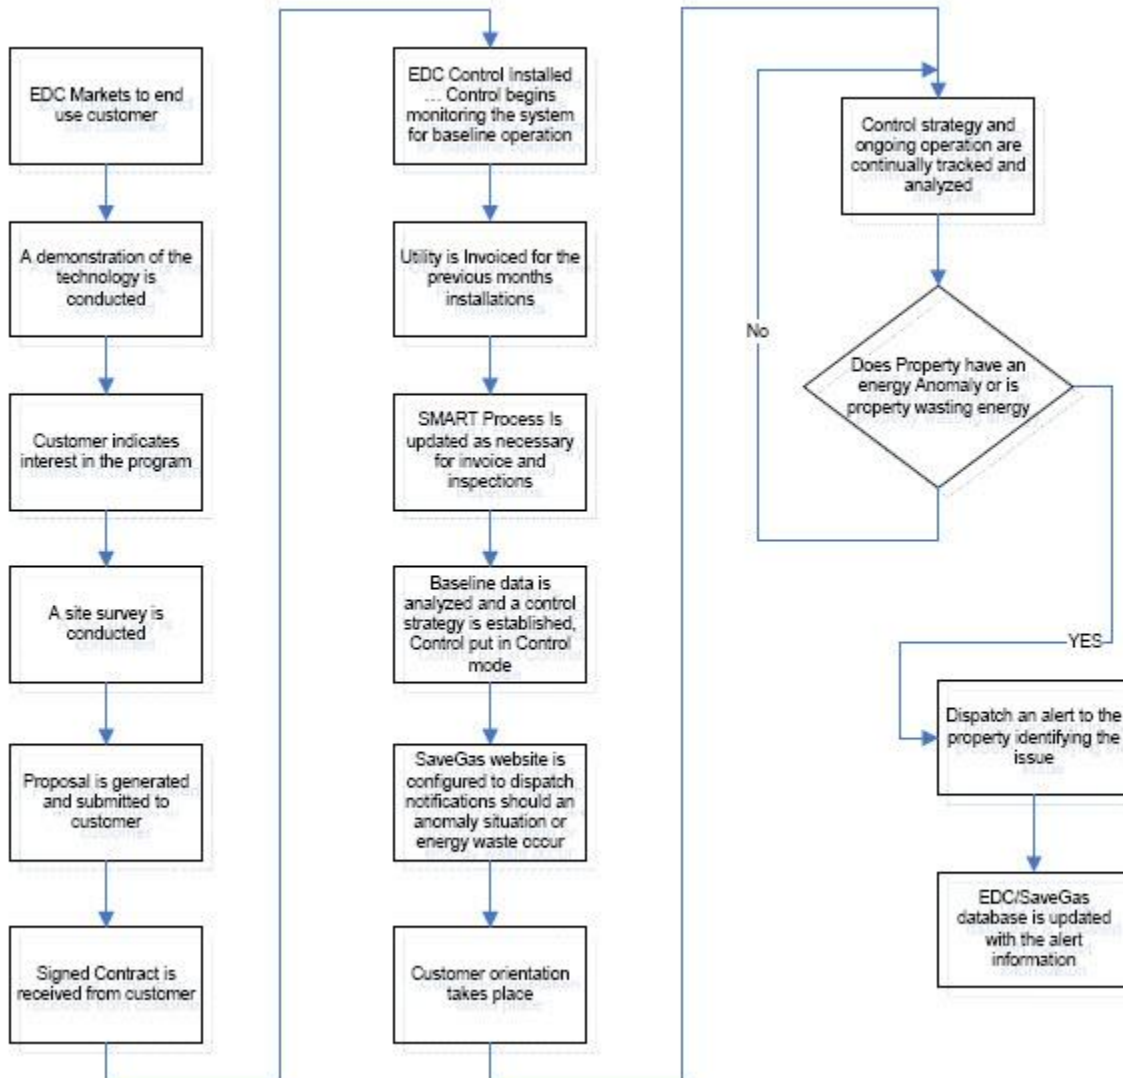 EDC Markets to end
use customer
A demonstration of the
technology is
conducted
Customer indicates
interest in the program
A site survey is
conducted
Proposal is generated
and submitted to
customer
Signed Contract is
received from customer
EDC Control Installed
.... Control begins
monitoring the system
for baseline operation
Utility is Invoiced for the
previous months
installations
SMART Process Is
updated as necessary
for invoice and
inspections
Baseline data is
analyzed and a control
strategy is established,
Control put in Control
mode
SaveGas website is
configured to dispatch
notifications should an
anomaly situation or
energy waste occur
Customer orientation
takes place
Control strategy and
ongoing operation are
continually tracked and
analyzed
No
Does Property have an
energy Anomaly or is
property wasting energy
YES
Dispatch an alert to the
property identifying the
issue
EDC/SaveGas
database is updated
with the alert
information